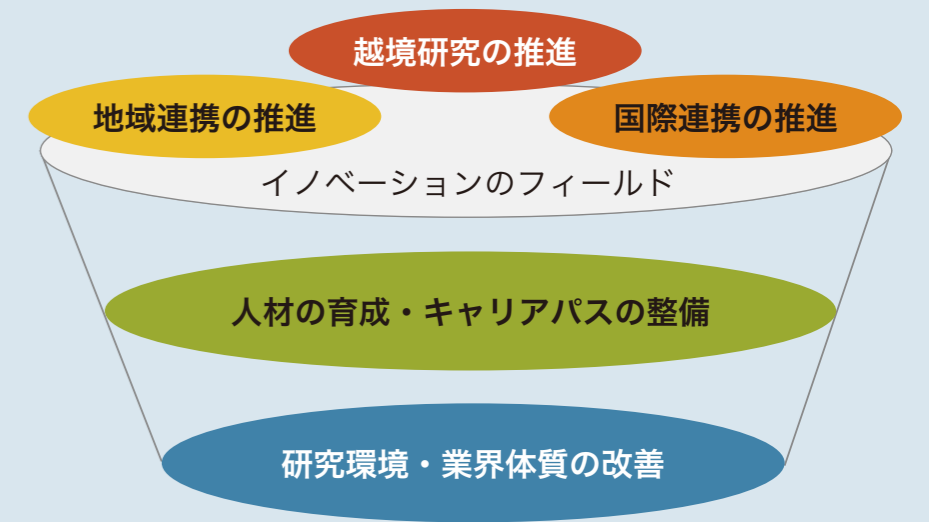 越境研究の推進
地域連携の推進
国際連携の推進
イノベーションのフィールド
人材の育成・キャリアパスの整備
研究環境・業界体質の改善